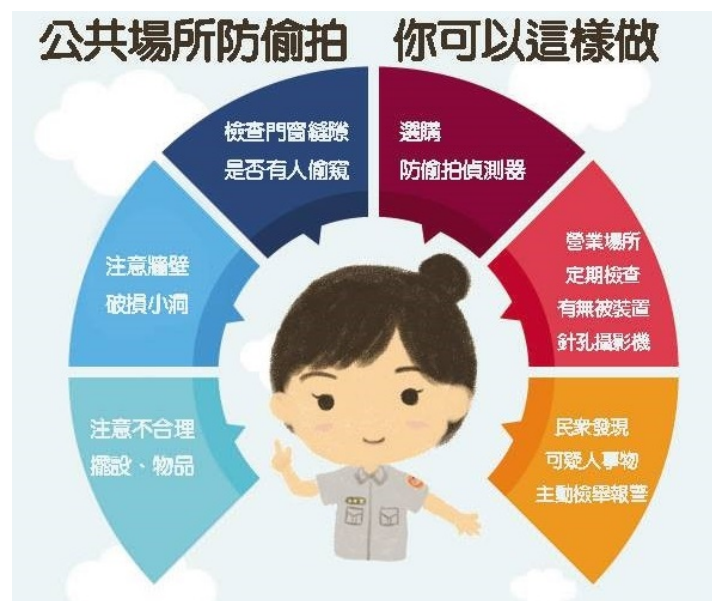 公共場所防偷拍 你可以這樣做
檢查門窗縫隙
是否有人偷窺
選購
防偷拍偵測器
注意牆壁
破損小洞
營業場所
定期檢查
有無被裝置
針孔攝影機
注意不合理
擺設、物品
民眾發現
可疑人事物
主動檢舉報警